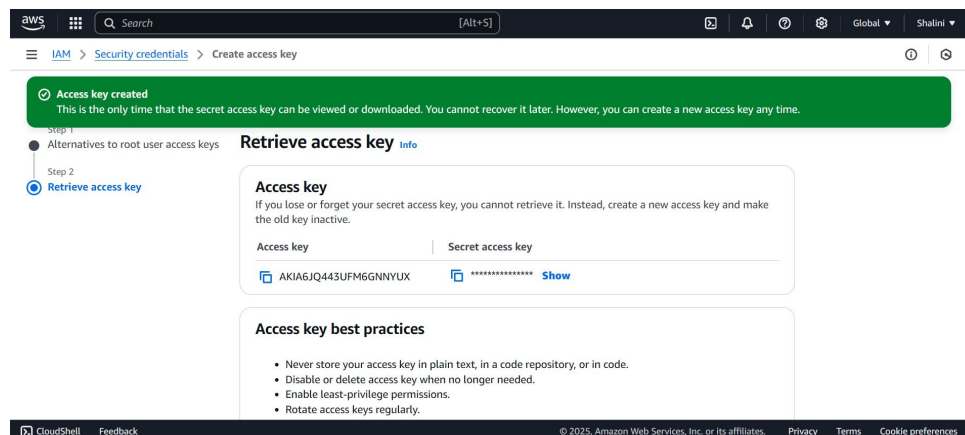 aws
Search
[Alt+S]
Global
Shalini
IAM > Security credentials > Create access key
Access key created
This is the only time that the secret access key can be viewed or downloaded. You cannot recover it later. However, you can create a new access key any time.
Step 1
Alternatives to root user access keys
Step 2
Retrieve access key
Retrieve access key Info
Access key
If you lose or forget your secret access key, you cannot retrieve it. Instead, create a new access key and make
the old key inactive.
Access key Secret access key
AKIA6JQ443UFM6GNNYUX *************** Show
Access key best practices
• Never store your access key in plain text, in a code repository, or in code.
• Disable or delete access key when no longer needed.
• Enable least-privilege permissions.
• Rotate access keys regularly.
CloudShell Feedback © 2025, Amazon Web Services, Inc. or its affiliates. Privacy Terms Cookie preferences